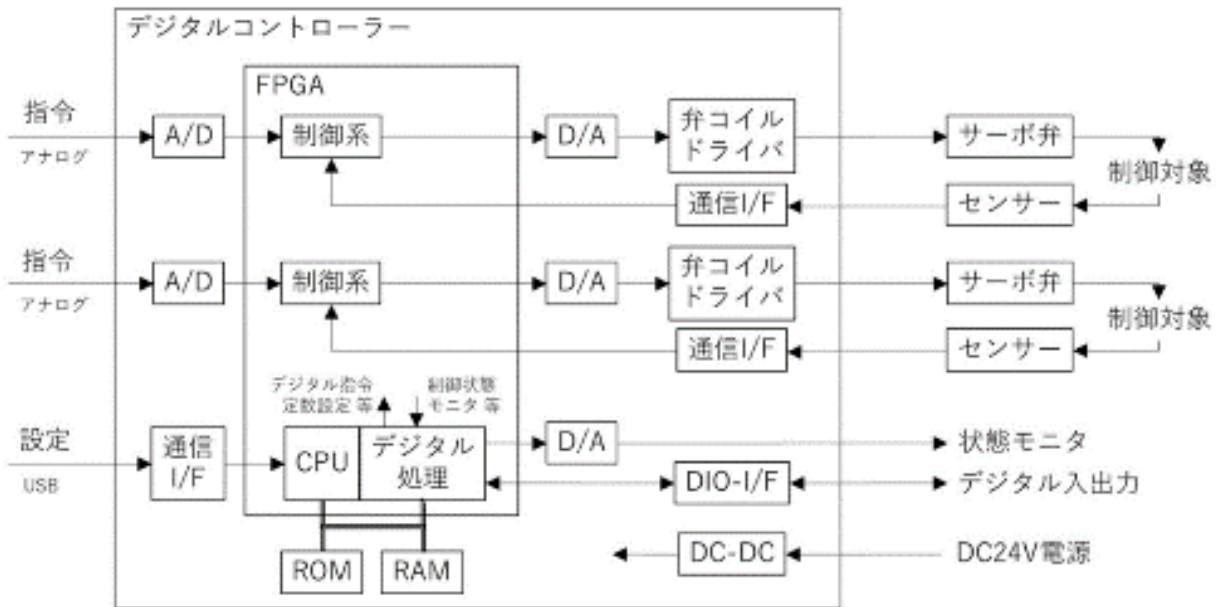 デジタルコントローラー
FPGA
指令
アナログ
A/D
制御系
D/A
弁コイル
ドライバ
サーボ弁
制御対象
通信I/F
センサー
指令
アナログ
A/D
制御系
D/A
弁コイル
ドライバ
サーボ弁
制御対象
通信I/F
センサー
デジタル指令
定数設定 等
制御状態
モニタ 等
設定
USB
通信
I/F
CPU
デジタル
処理
D/A
状態モニタ
DIO-I/F
デジタル入出力
ROM
RAM
DC-DC
DC24V電源